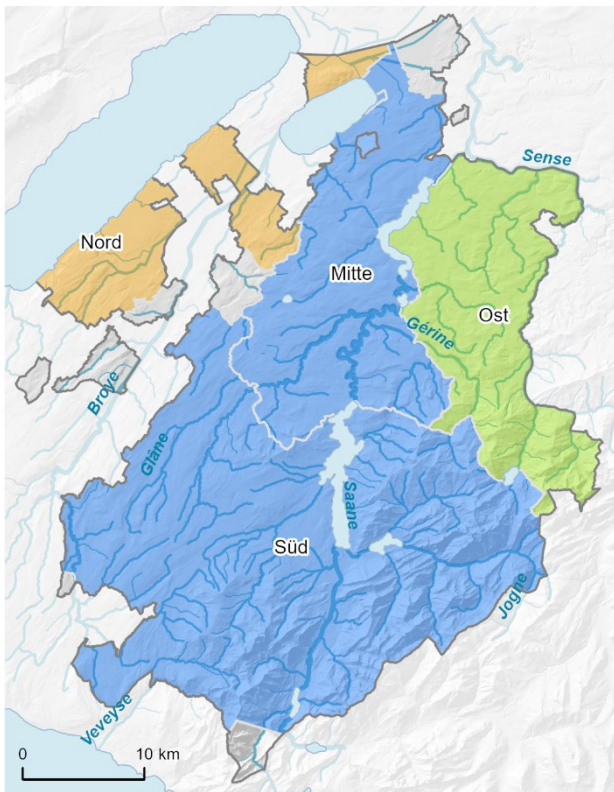 Sense
Nord
Mitte
Ost
Gérine
Broye
Glâne
Saane
Süd
Jogne
Veveyse
0 10 km